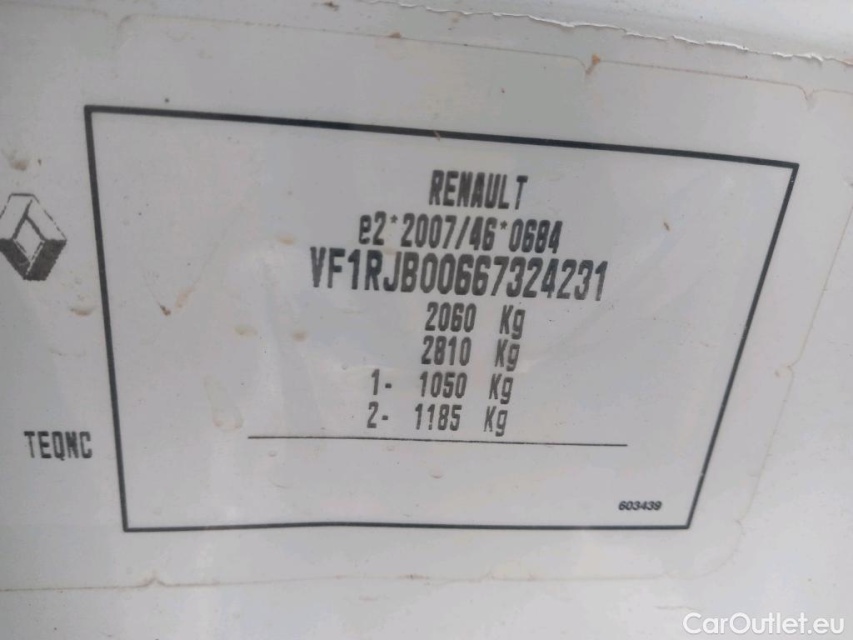 RENAULT
e2*2007/46*0684
VF1RJB00667324231
2060 Kg
2810 Kg
1- 1050 Kg
2- 1185 Kg
TEQNC
603439
CarOutlet.eu